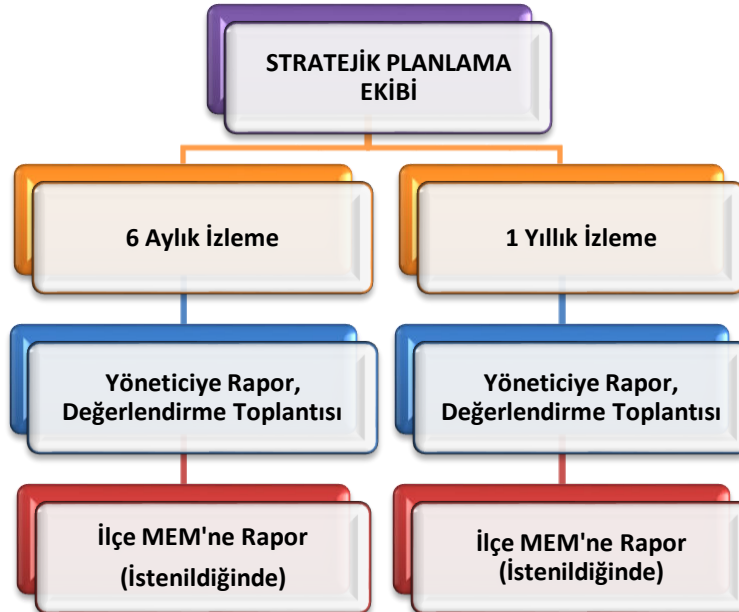 STRATEJİK PLANLAMA
EKİBİ
6 Aylık İzleme
1 Yıllık İzleme
Yöneticiye Rapor,
Değerlendirme Toplantısı
Yöneticiye Rapor,
Değerlendirme Toplantısı
İlçe MEM'ne Rapor
(İstenildiğinde)
İlçe MEM'ne Rapor
(İstenildiğinde)